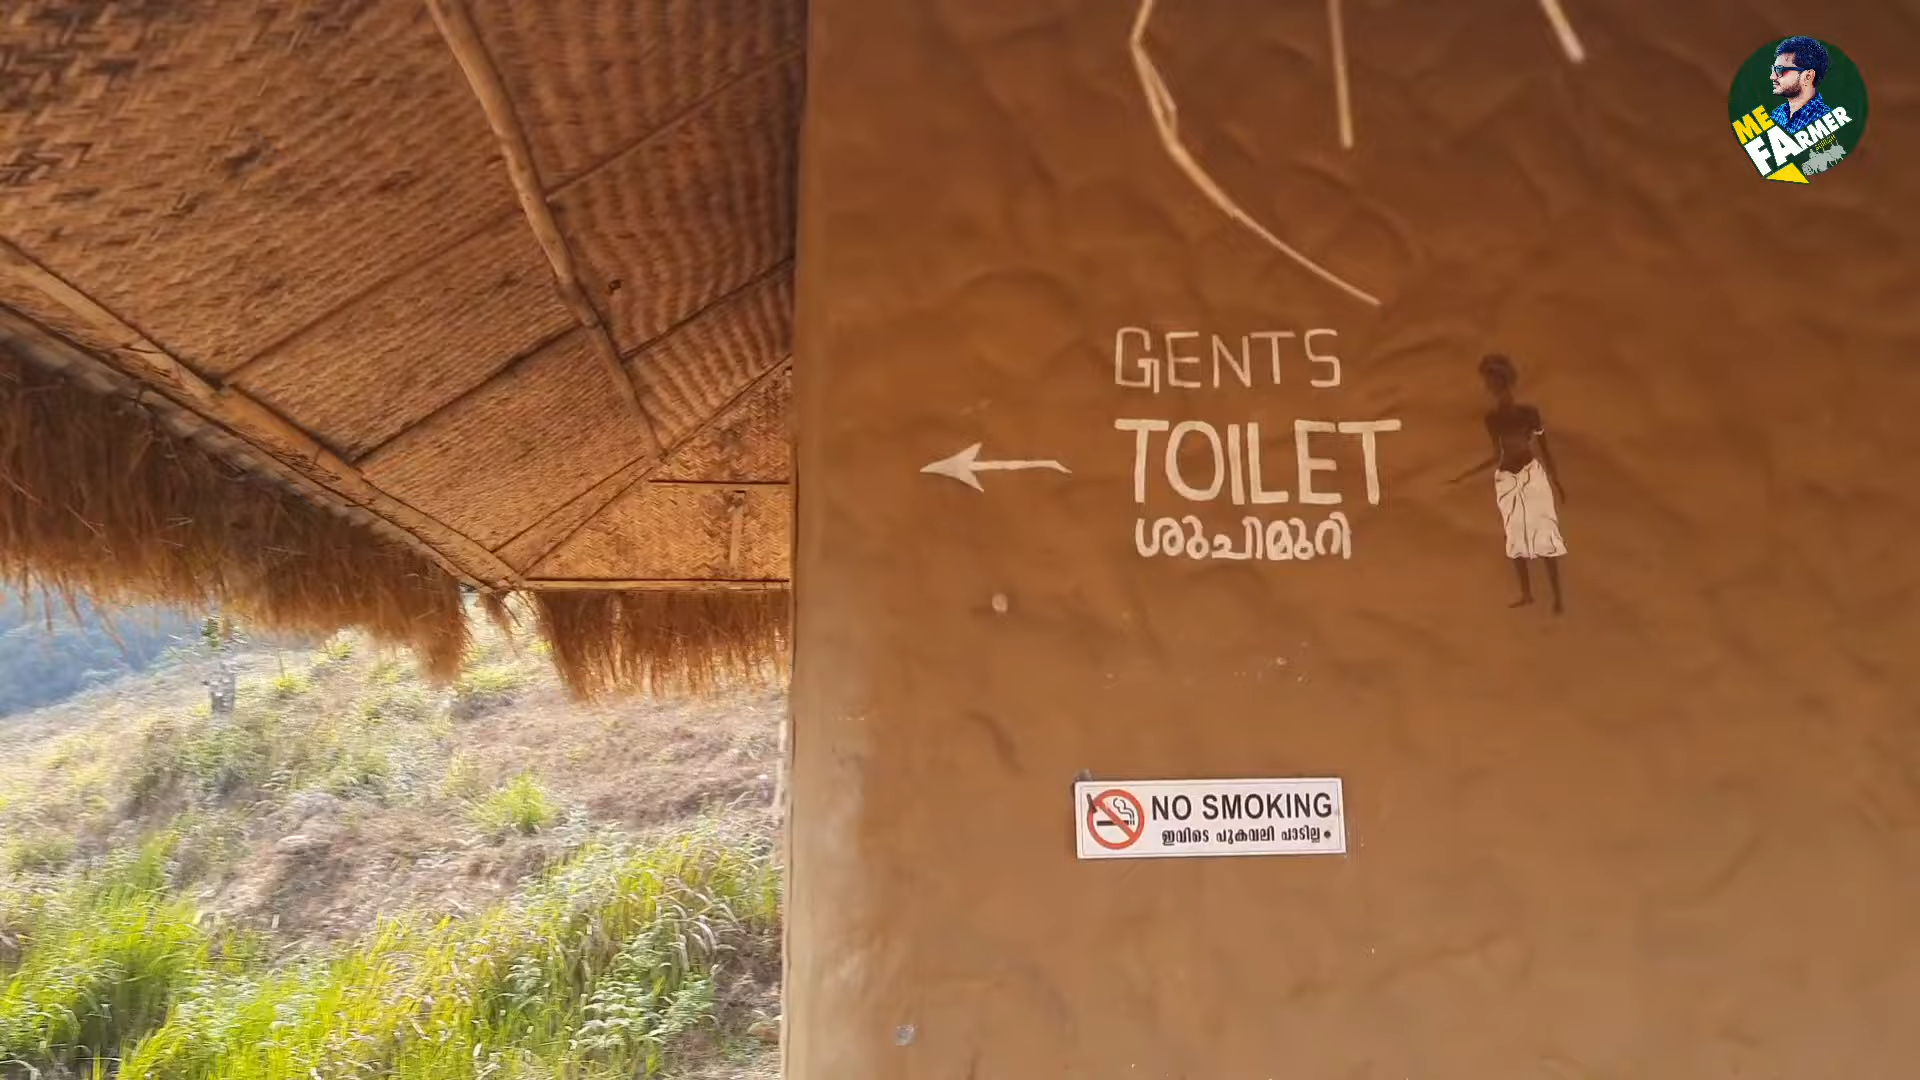 ME
FARMER
GENTS
TOILET
ശുചിമുറി
NO SMOKING
ഇവിടെ പുകവലി പാടില്ല